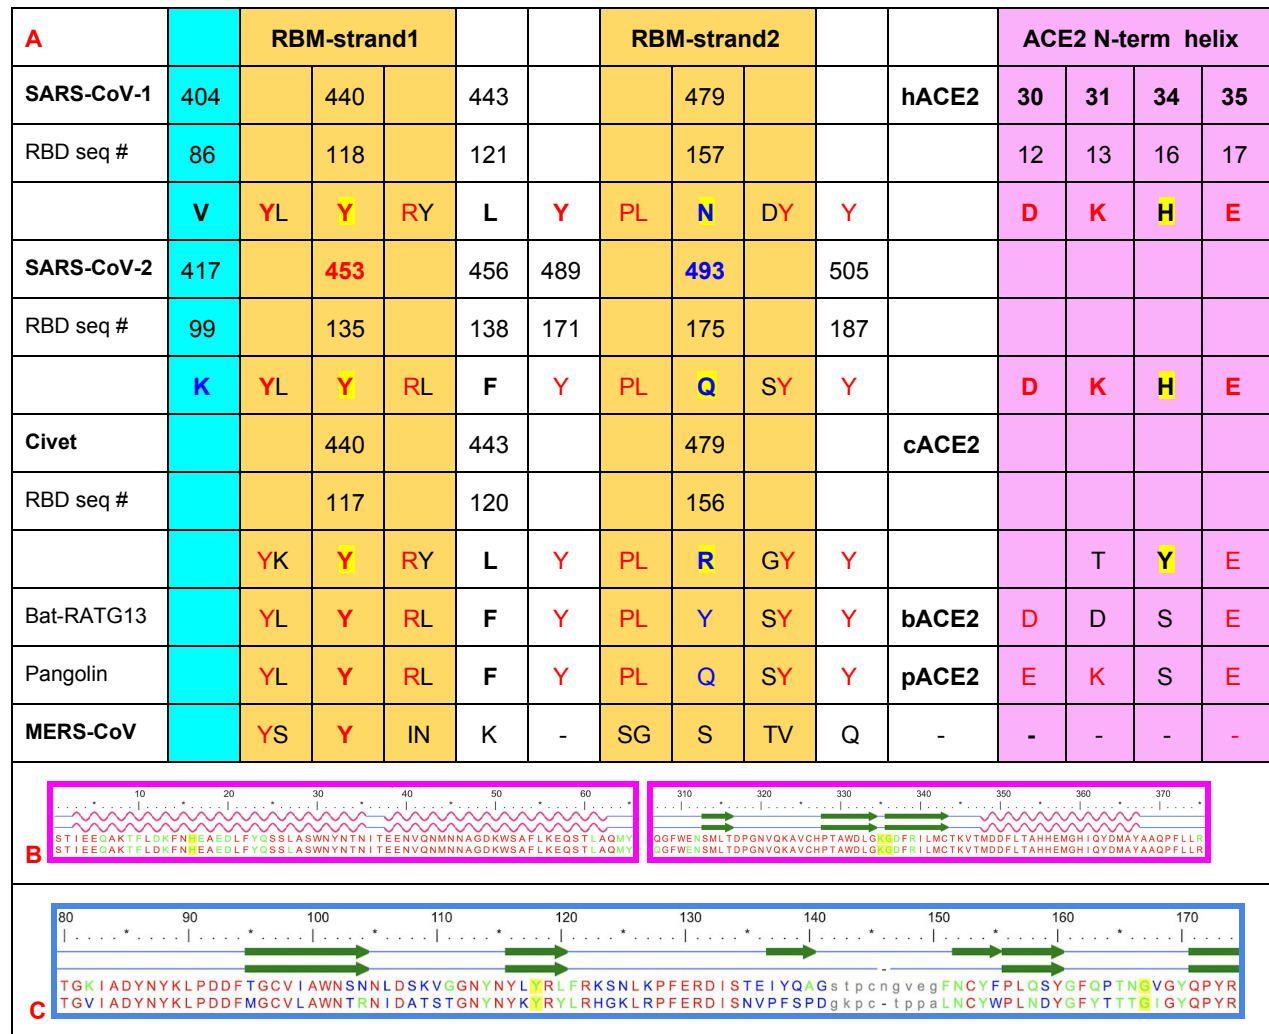 A RBM-strand1 RBM-strand2 ACE2 N-term helix
SARS-CoV-1 404 440 443 479 hACE2 30 31 34 35
RBD seq # 86 118 121 157 12 13 16 17
V YL Y RY L Y PL N DY Y D K H E
SARS-CoV-2 417 453 456 489 493 505
RBD seq # 99 135 138 171 175 187
K YL Y RL F Y PL Q SY Y D K H E
Civet 440 443 479 cACE2
RBD seq # 117 120 156
YK Y RY L Y PL R GY Y T Y E
Bat-RATG13 YL Y RL F Y PL Y SY Y bACE2 D D S E
Pangolin YL Y RL F Y PL Q SY Y pACE2 E K S E
MERS-CoV YS Y IN K - SG S TV Q - - - - -
10 20 30 40 50 60 310 320 330 340 350 360 370
STIEEQAKTFLDKFNHEAEDLFYQSSLASWNYNTNITEENVQNMNNAGDKWSAFLKEQSTLAQMY QGFWENSMLTDPGNVQKAVCHPTAWDLGKGDFRILMCTKVTMDDFLTAHHEMGHIQYDMAYAAQPFLLR
B STIEEQAKTFLDKFNHEAEDLFYQSSLASWNYNTNITEENVQNMNNAGDKWSAFLKEQSTLAQMY QGFWENSMLTDPGNVQKAVCHPTAWDLGKGDFRILMCTKVTMDDFLTAHHEMGHIQYDMAYAAQPFLLR
80 90 100 110 120 130 140 150 160 170
TGKIADYNYKLPDDFTGCVIAWNSNNLDSKVGGNYNYLYRLFRKSNLKPFERDISTEIYQAGstpcngvegFNCYFPLQSYGFQPTNGVGYQPYR
C TGVIADYNYKLPDDFMGCVLAWNTRNIDATSTGNYNYKYRYLRHGKLRPFERDISNVPFSPDgkpc-tppaLNCYWPLNDYGFYTTTGIGYQPYR